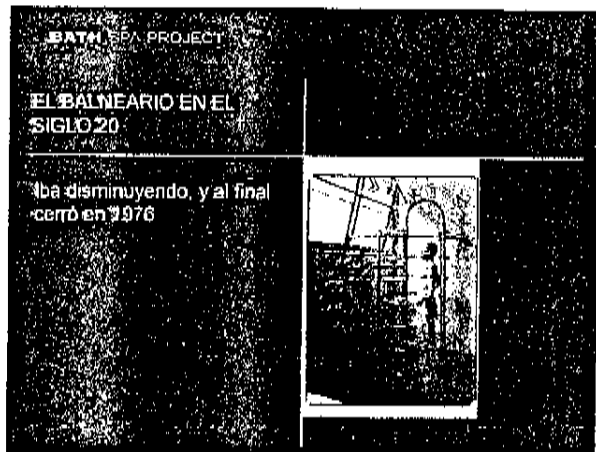 BATH SPA PROJECT
EL BALNEARIO EN EL
SIGLO 20
Iba disminuyendo, y al final
cerró en 1976